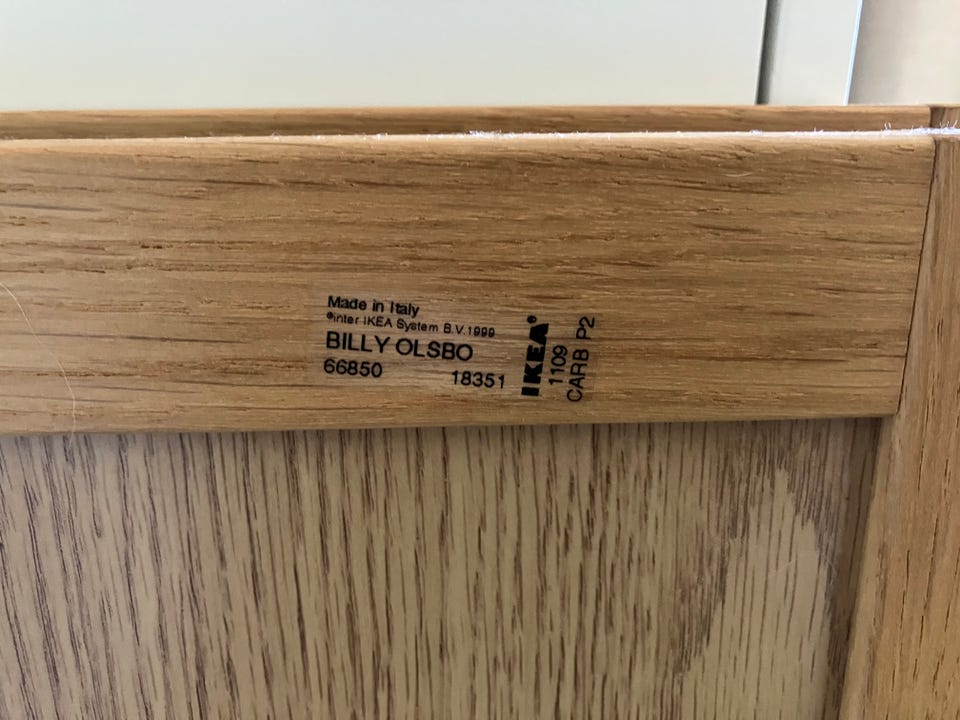 Made in Italy
©Inter IKEA System B.V.1999
BILLY OLSBO
66850 18351
IKEA®
1109
CARB P2